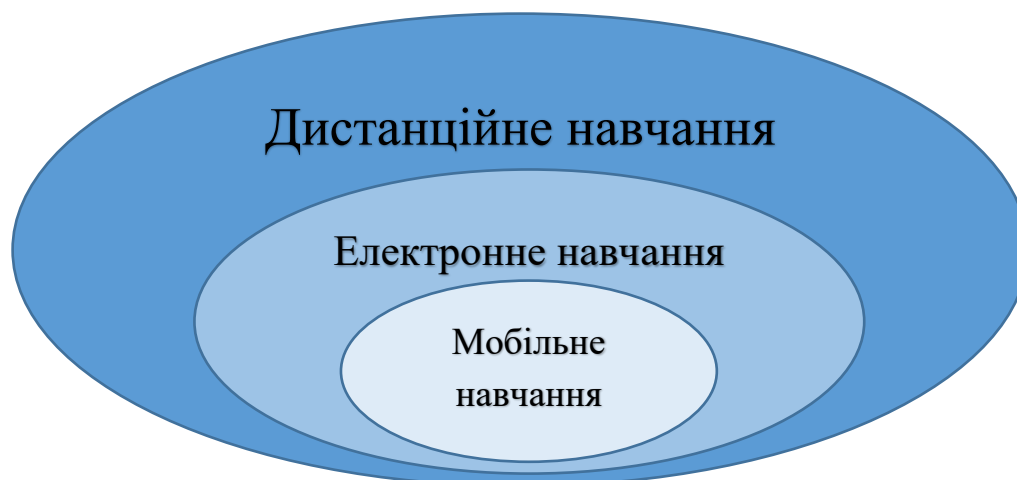 Дистанційне навчання
Електронне навчання
Мобільне
навчання